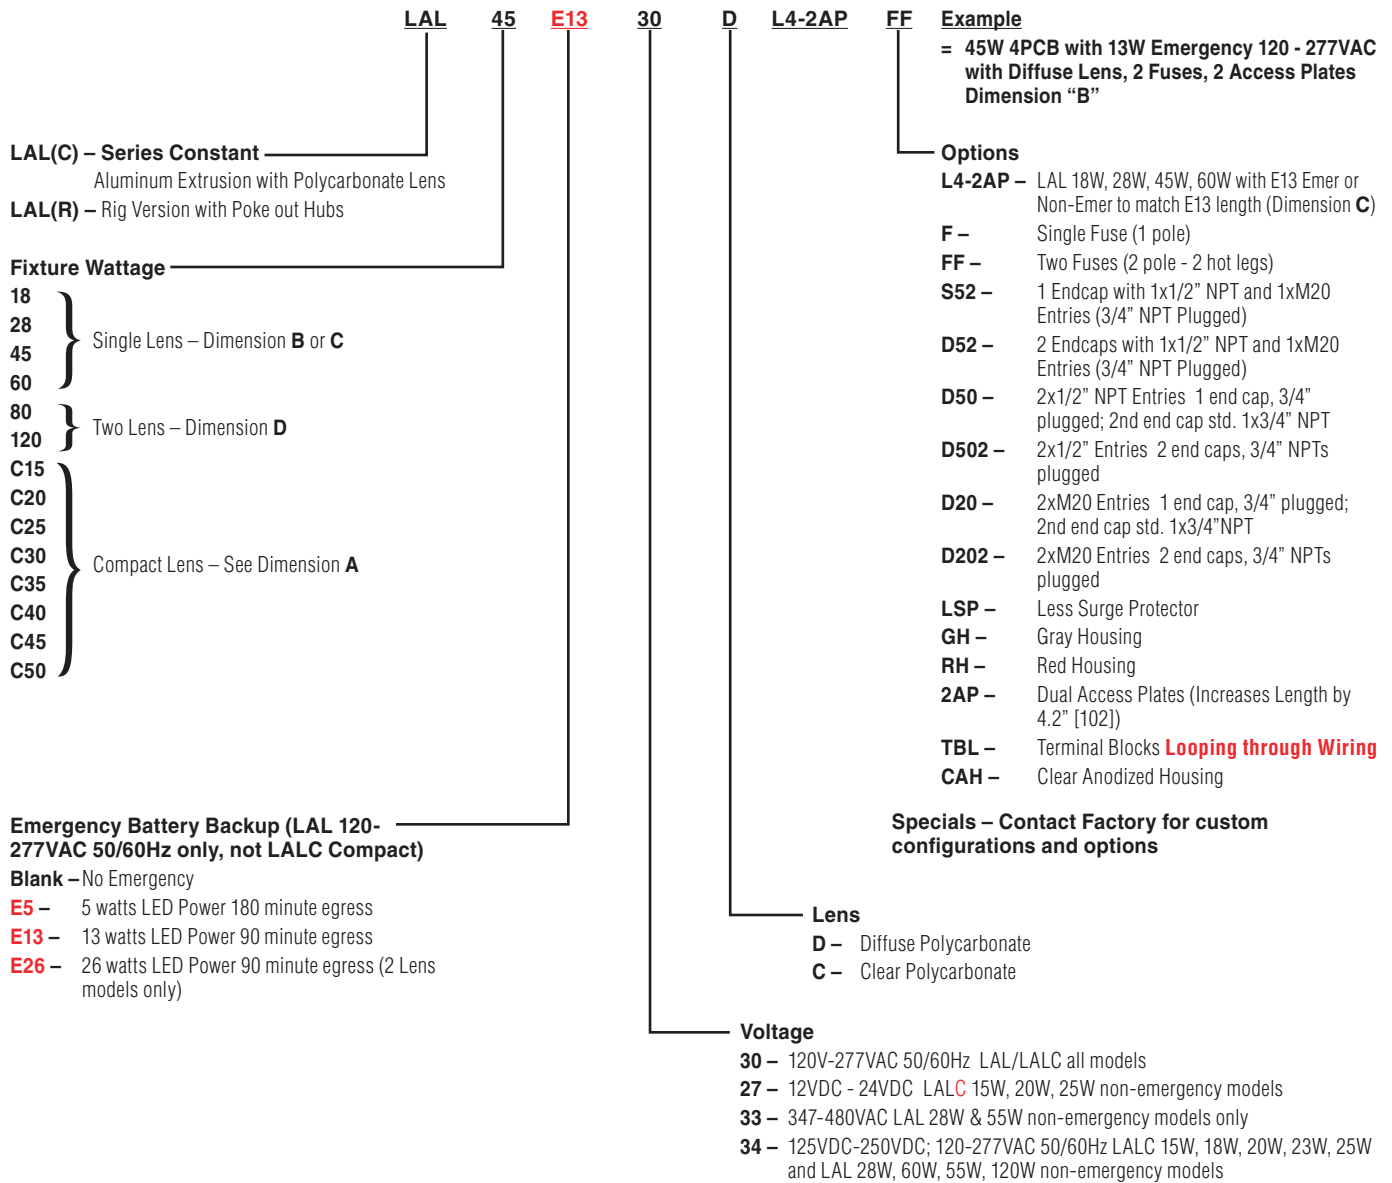 LAL 45 E13 30 D L4-2AP FF Example
= 45W 4PCB with 13W Emergency 120 - 277VAC
with Diffuse Lens, 2 Fuses, 2 Access Plates
Dimension “B”
LAL(C) – Series Constant
Aluminum Extrusion with Polycarbonate Lens
LAL(R) – Rig Version with Poke out Hubs
Fixture Wattage
18
28
45
60
Single Lens – Dimension B or C
80
120
Two Lens – Dimension D
C15
C20
C25
C30
C35
C40
C45
C50
Compact Lens – See Dimension A
Emergency Battery Backup (LAL 120-
277VAC 50/60Hz only, not LALC Compact)
Blank – No Emergency
E5 – 5 watts LED Power 180 minute egress
E13 – 13 watts LED Power 90 minute egress
E26 – 26 watts LED Power 90 minute egress (2 Lens
models only)
Options
L4-2AP – LAL 18W, 28W, 45W, 60W with E13 Emer or
Non-Emer to match E13 length (Dimension C)
F – Single Fuse (1 pole)
FF – Two Fuses (2 pole - 2 hot legs)
S52 – 1 Endcap with 1x1/2” NPT and 1xM20
Entries (3/4” NPT Plugged)
D52 – 2 Endcaps with 1x1/2” NPT and 1xM20
Entries (3/4” NPT Plugged)
D50 – 2x1/2” NPT Entries 1 end cap, 3/4”
plugged; 2nd end cap std. 1x3/4” NPT
D502 – 2x1/2” Entries 2 end caps, 3/4” NPTs
plugged
D20 – 2xM20 Entries 1 end cap, 3/4” plugged;
2nd end cap std. 1x3/4”NPT
D202 – 2xM20 Entries 2 end caps, 3/4” NPTs
plugged
LSP – Less Surge Protector
GH – Gray Housing
RH – Red Housing
2AP – Dual Access Plates (Increases Length by
4.2” [102])
TBL – Terminal Blocks Looping through Wiring
CAH – Clear Anodized Housing
Specials – Contact Factory for custom
configurations and options
Lens
D – Diffuse Polycarbonate
C – Clear Polycarbonate
Voltage
30 – 120V-277VAC 50/60Hz LAL/LALC all models
27 – 12VDC - 24VDC LALC 15W, 20W, 25W non-emergency models
33 – 347-480VAC LAL 28W & 55W non-emergency models only
34 – 125VDC-250VDC; 120-277VAC 50/60Hz LALC 15W, 18W, 20W, 23W, 25W
and LAL 28W, 60W, 55W, 120W non-emergency models